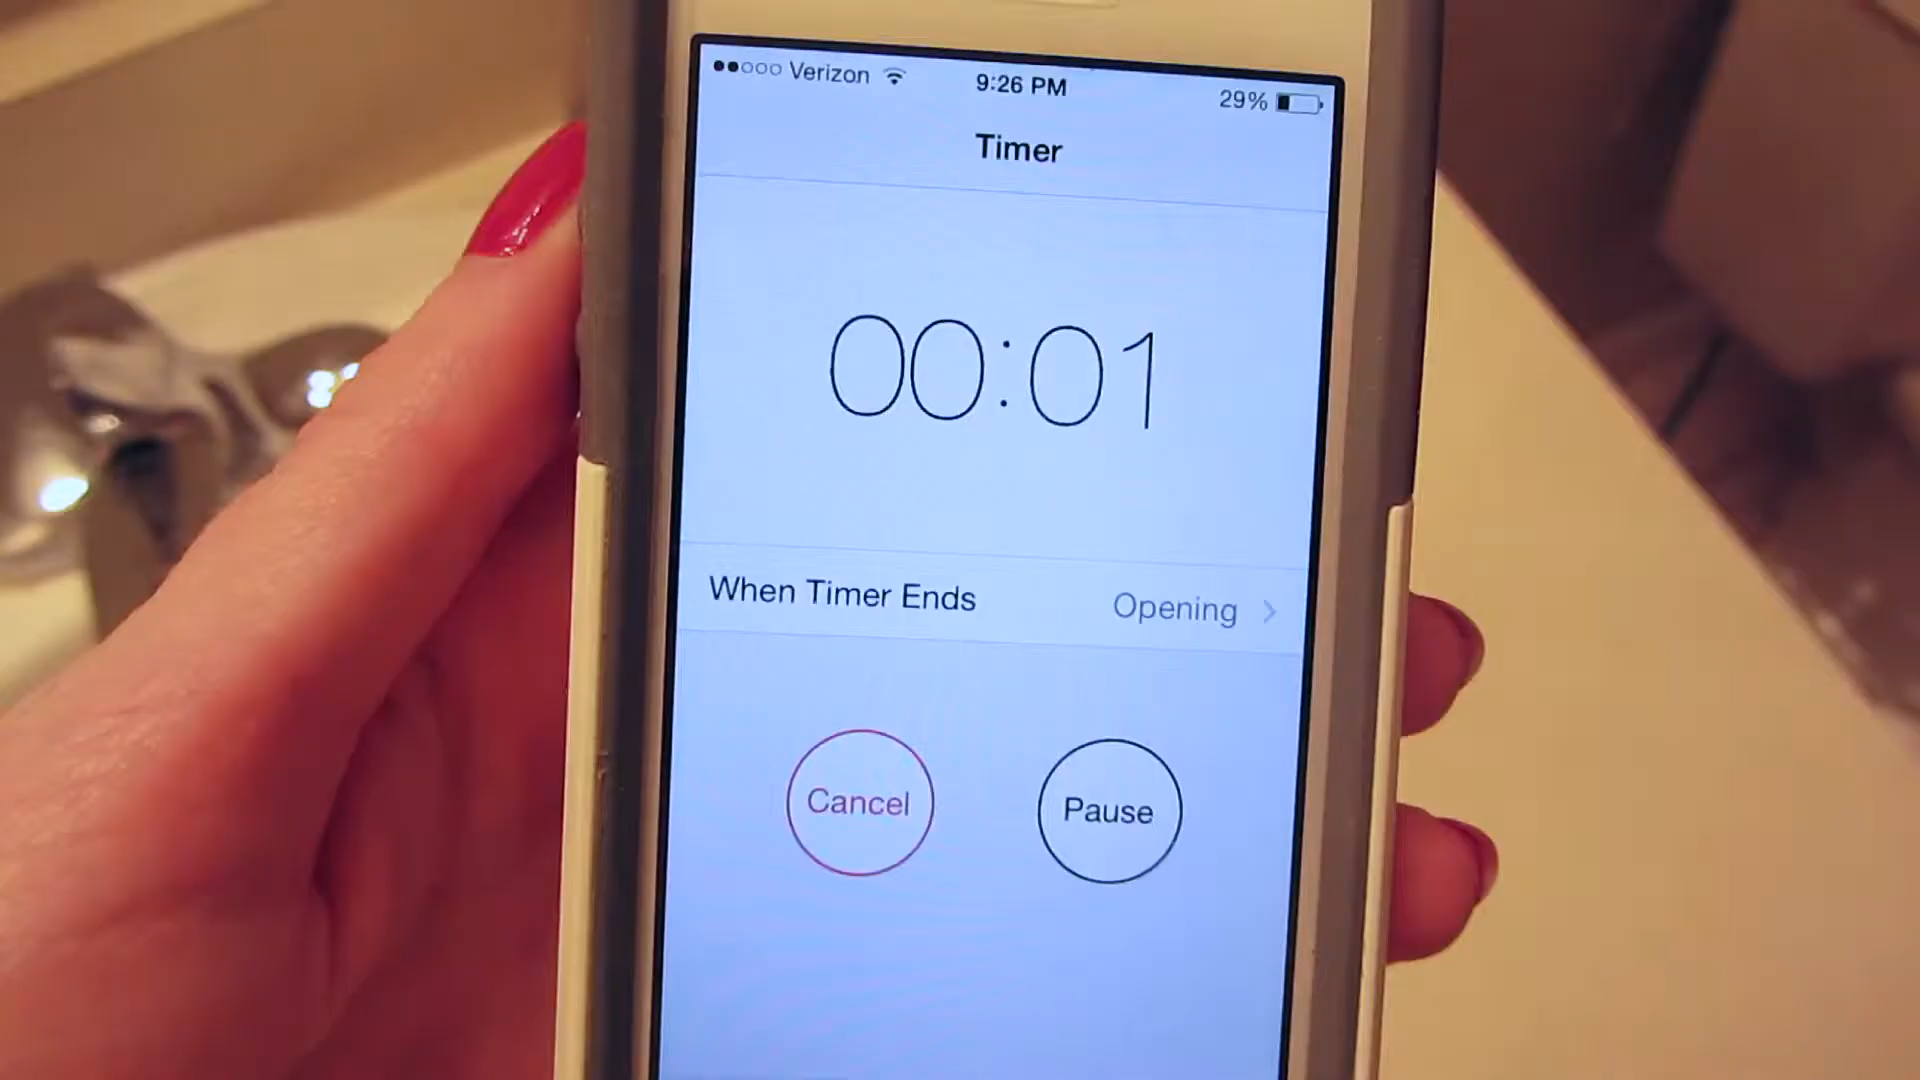 Verizon 9:26 PM 29%
Timer
00:01
When Timer Ends Opening >
Cancel Pause